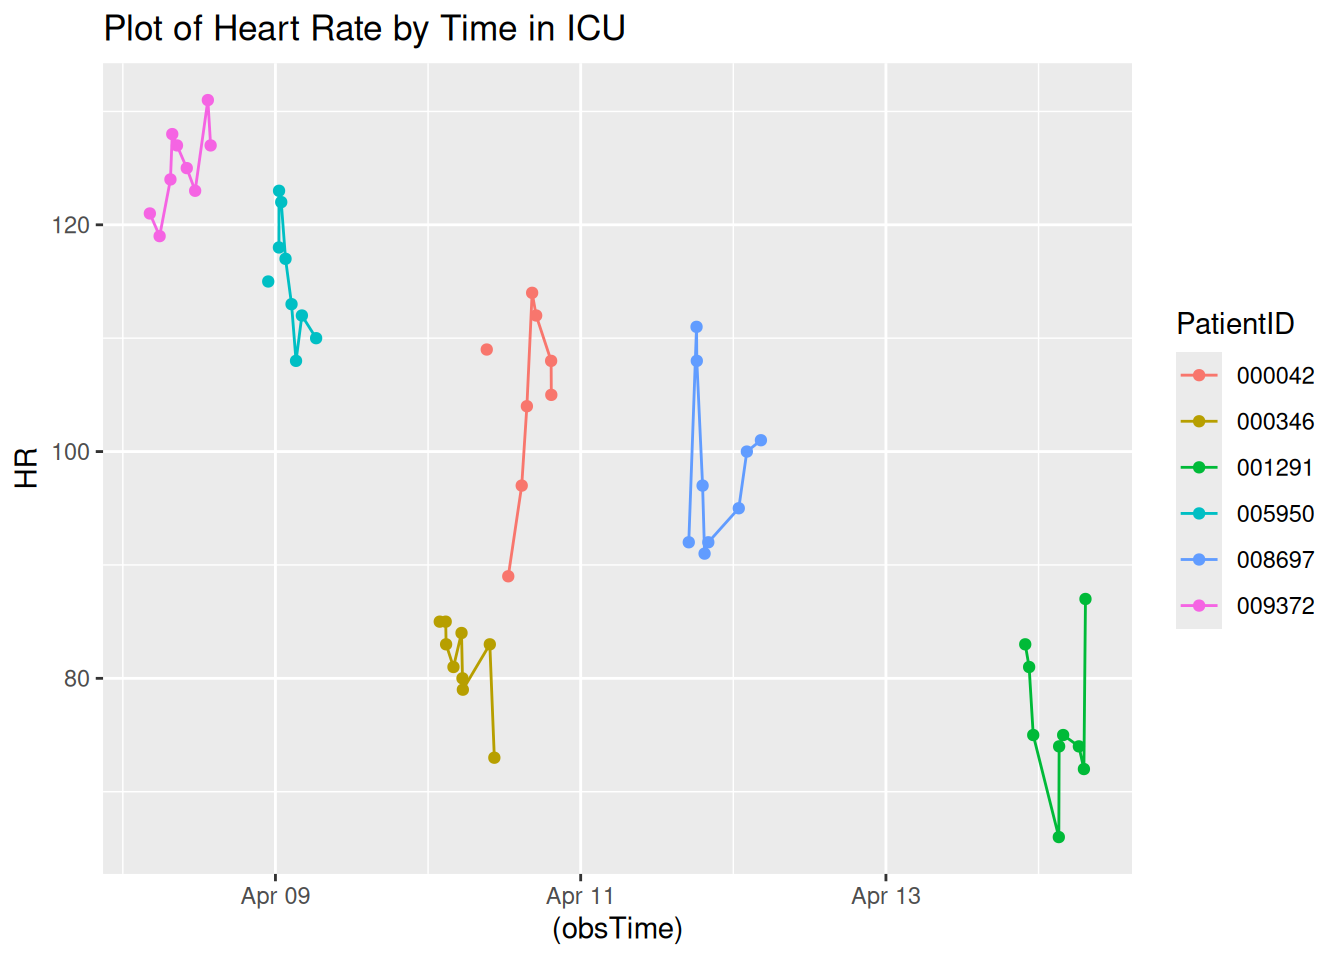 Plot of Heart Rate by Time in ICU
HR
120
100
80
Apr 09
Apr 11
Apr 13
(obsTime)
PatientID
000042
000346
001291
005950
008697
009372